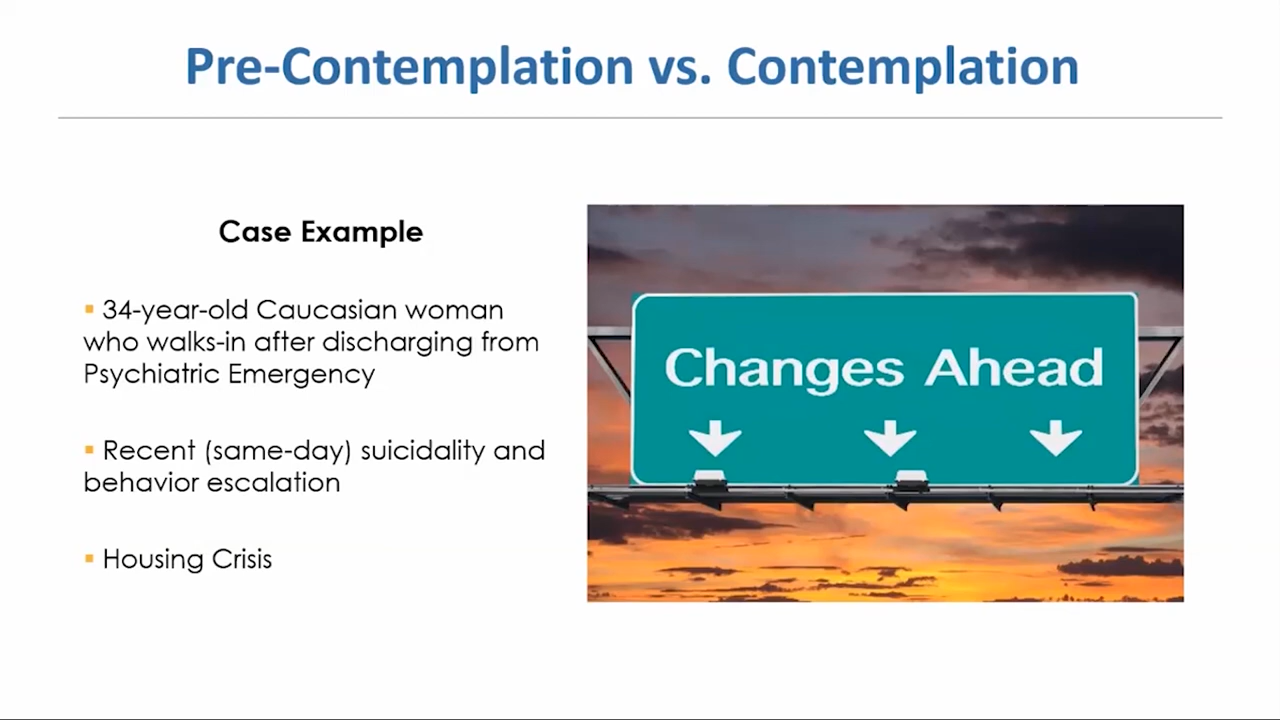 Pre-Contemplation vs. Contemplation
Case Example
▪ 34-year-old Caucasian woman
who walks-in after discharging from
Psychiatric Emergency
▪ Recent (same-day) suicidality and
behavior escalation
▪ Housing Crisis
Changes Ahead